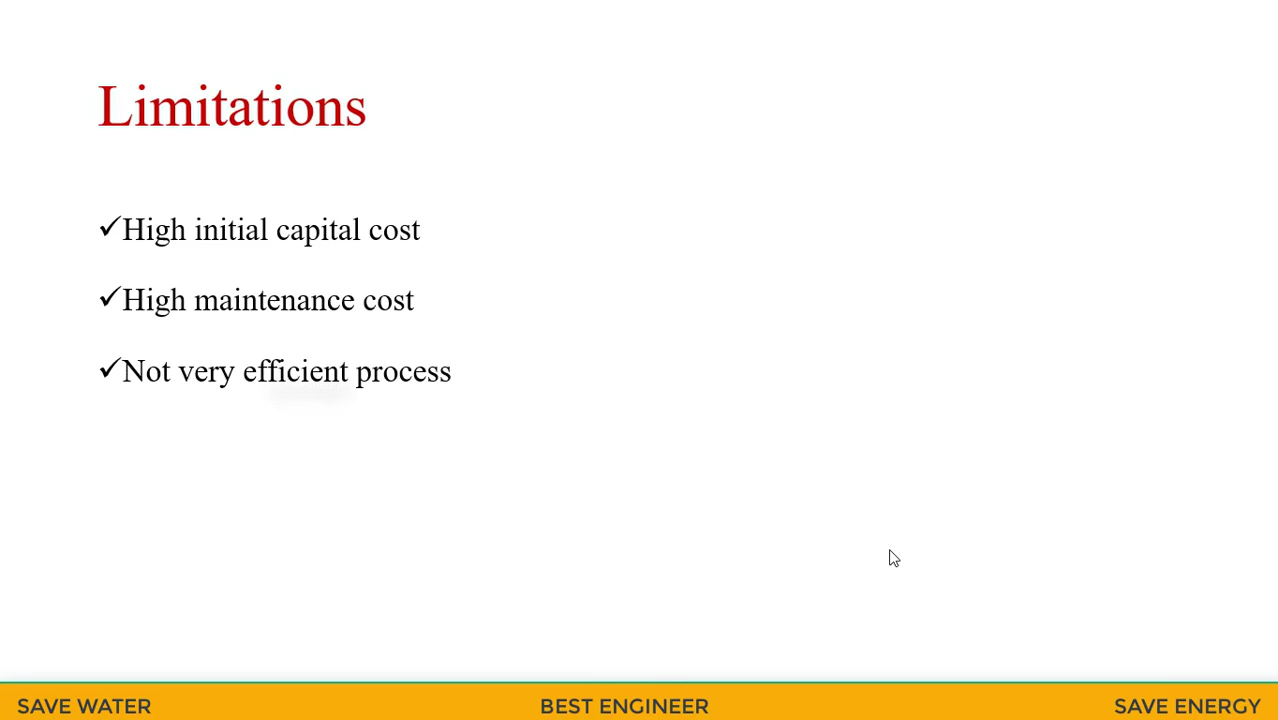 Limitations
✓High initial capital cost
✓High maintenance cost
✓Not very efficient process
SAVE WATER BEST ENGINEER SAVE ENERGY